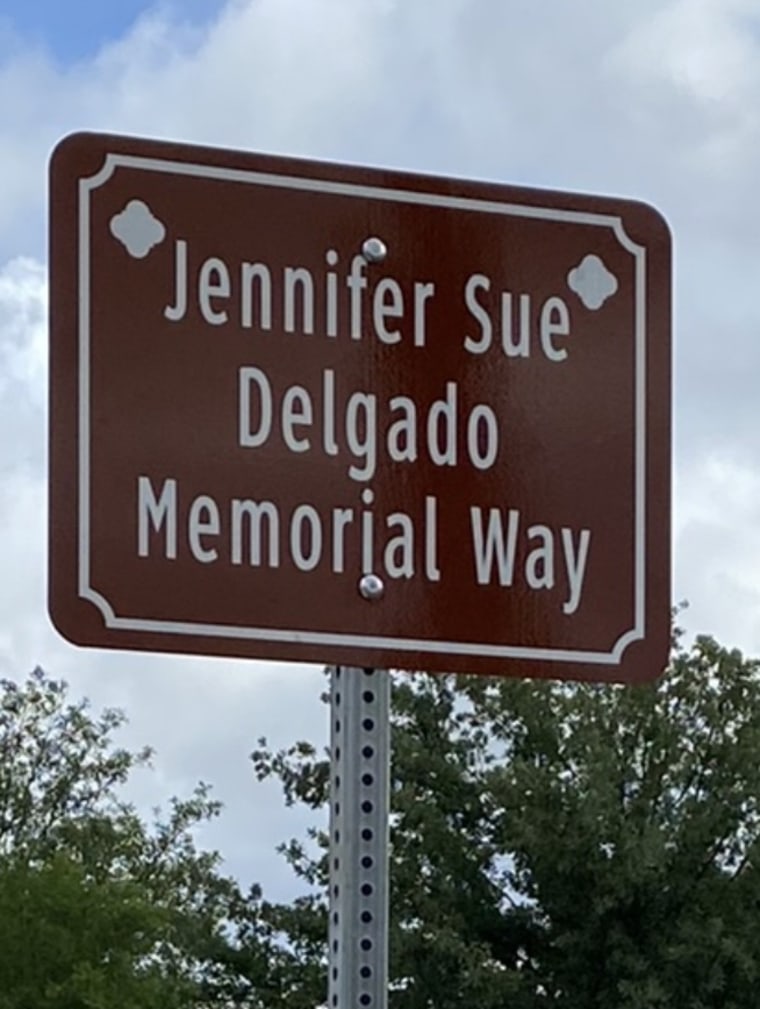 Jennifer Sue
Delgado
Memorial Way